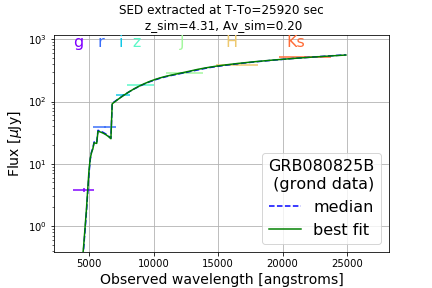 SED extracted at T-To=25920 sec
z_sim=4.31, Av_sim=0.20
g r i z J H Ks
Flux [μJy]
10³
10²
10¹
10⁰
GRB080825B
(grond data)
median
best fit
5000 10000 15000 20000 25000
Observed wavelength [angstroms]